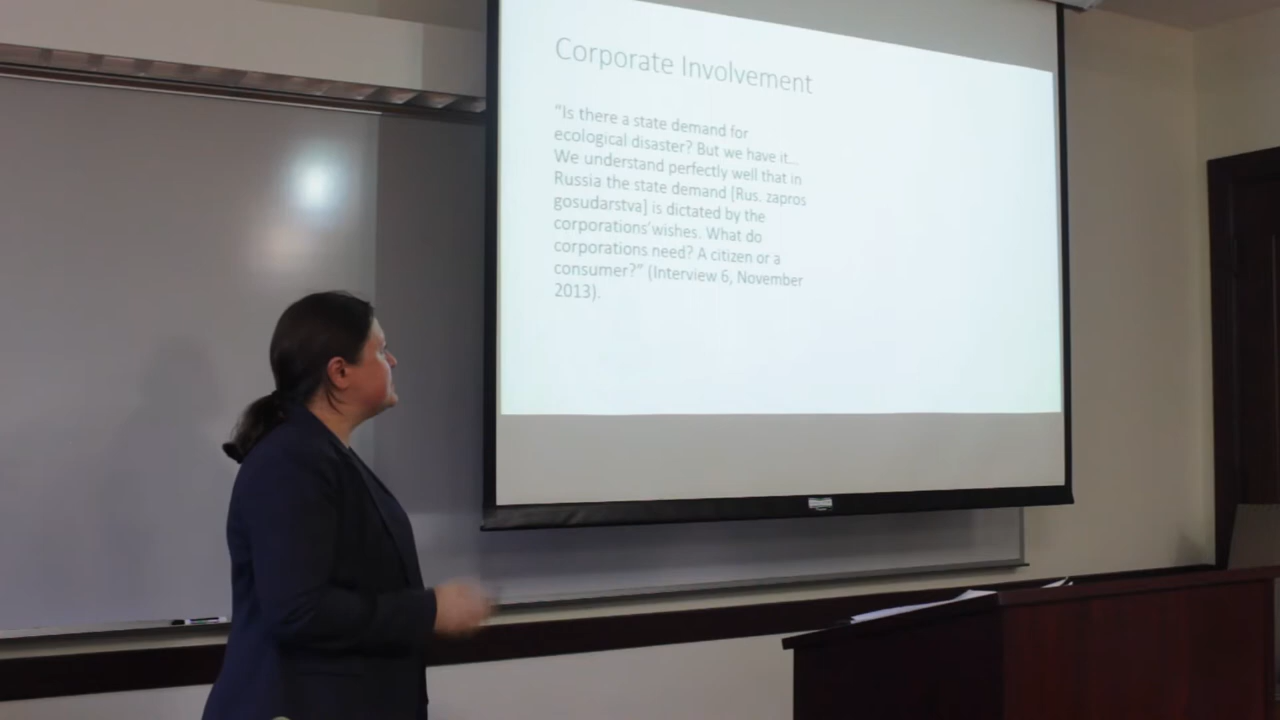 Corporate Involvement
"Is there a state demand for
ecological disaster? But we have it...
We understand perfectly well that in
Russia the state demand [Rus. zapros
gosudarstva] is dictated by the
corporations' wishes. What do
corporations need? A citizen or a
consumer?" (Interview 6, November
2013).